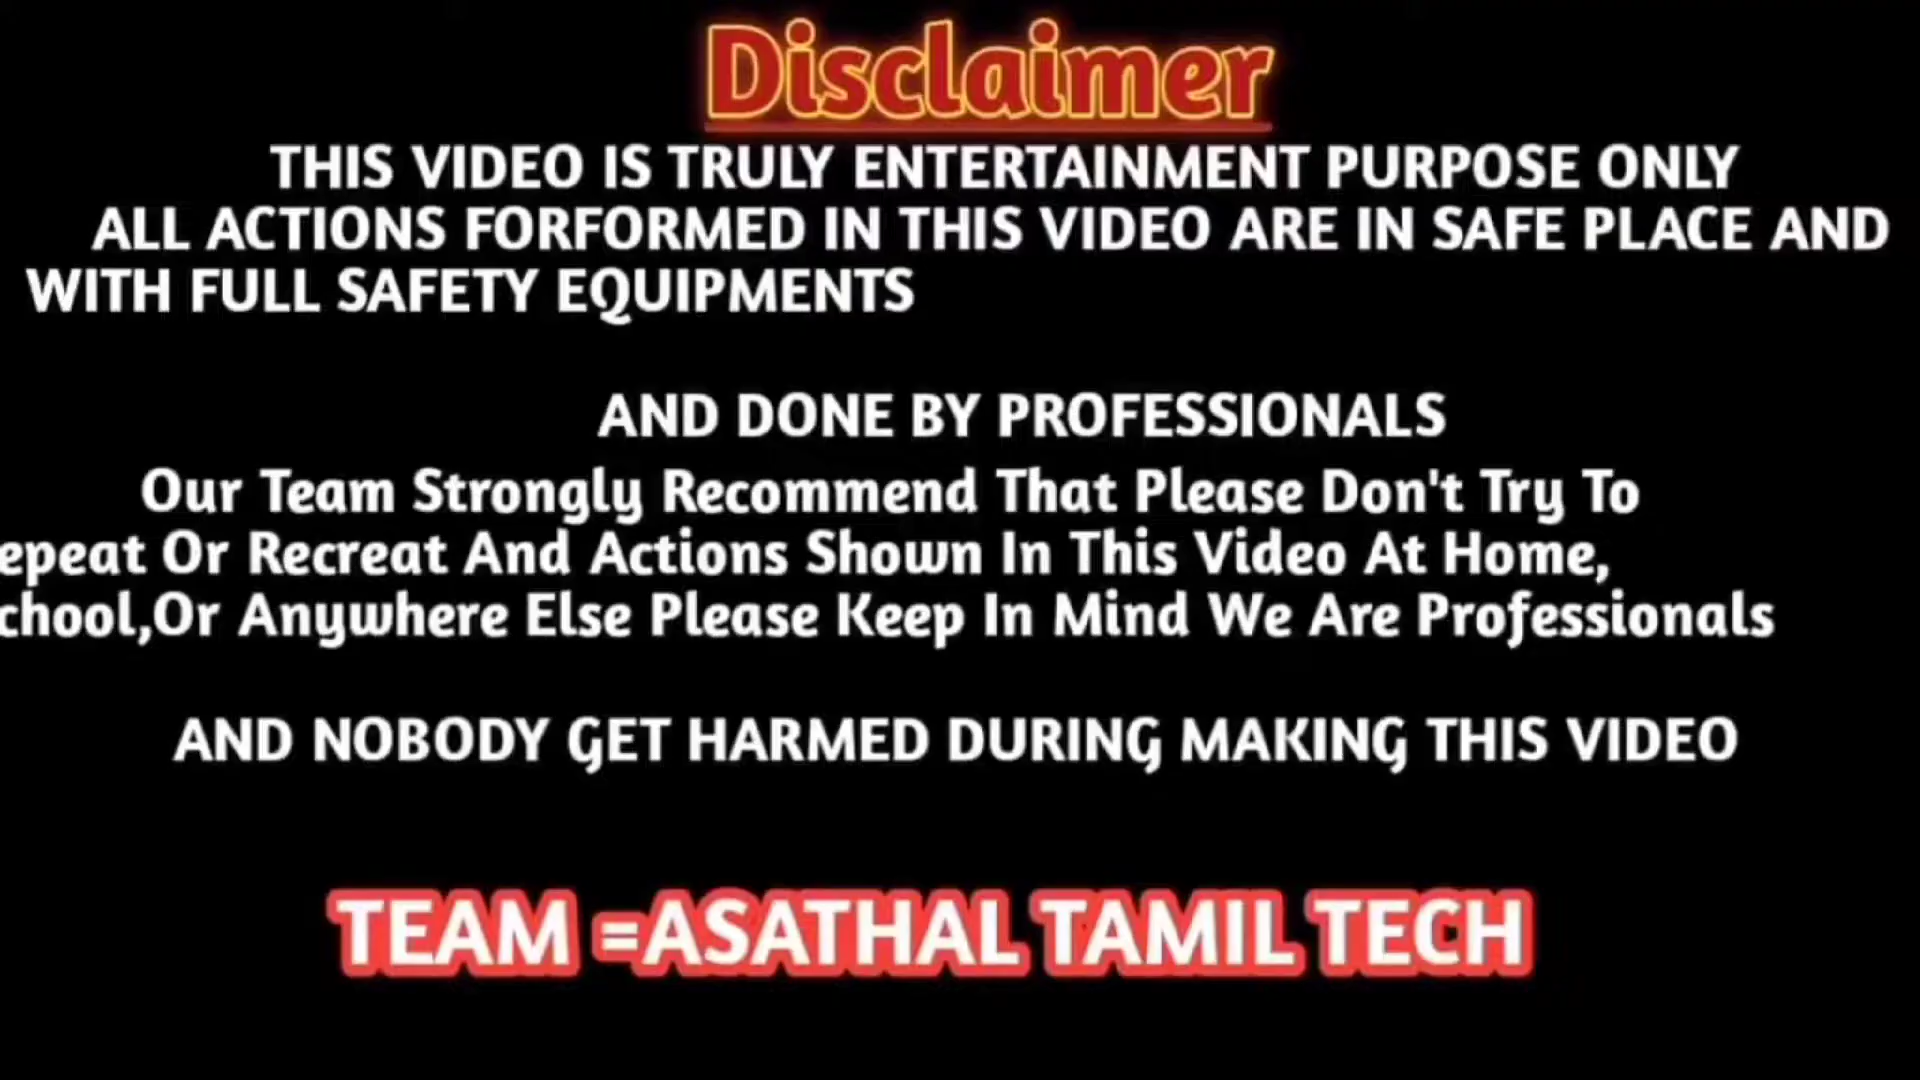 Disclaimer
THIS VIDEO IS TRULY ENTERTAINMENT PURPOSE ONLY
ALL ACTIONS FORFORMED IN THIS VIDEO ARE IN SAFE PLACE AND
WITH FULL SAFETY EQUIPMENTS
AND DONE BY PROFESSIONALS
Our Team Strongly Recommend That Please Don't Try To
epeat Or Recreat And Actions Shown In This Video At Home,
chool,Or Anywhere Else Please Keep In Mind We Are Professionals
AND NOBODY GET HARMED DURING MAKING THIS VIDEO
TEAM =ASATHAL TAMIL TECH